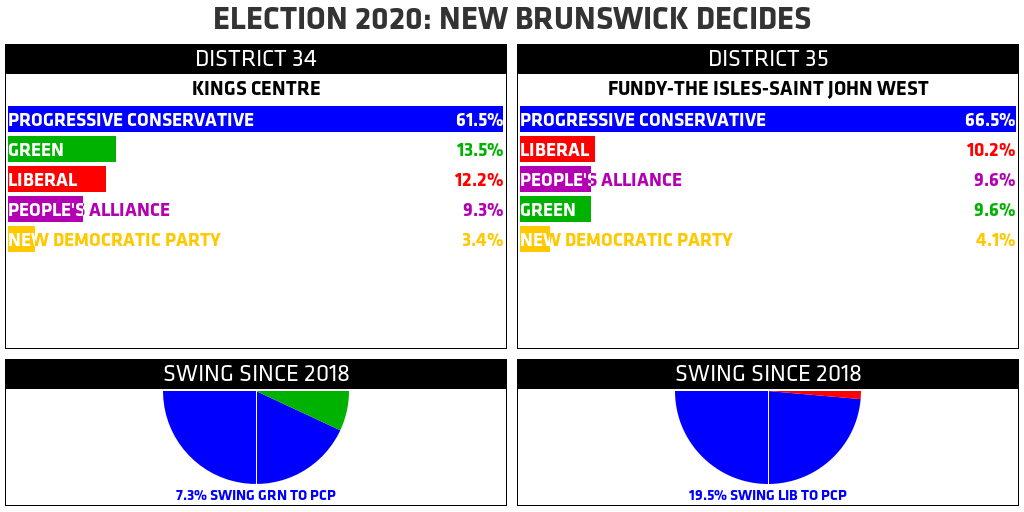 ELECTION 2020: NEW BRUNSWICK DECIDES
DISTRICT 34
KINGS CENTRE
PROGRESSIVE CONSERVATIVE 61.5%
GREEN 13.5%
LIBERAL 12.2%
PEOPLE'S ALLIANCE 9.3%
NEW DEMOCRATIC PARTY 3.4%
SWING SINCE 2018
7.3% SWING GRN TO PCP
DISTRICT 35
FUNDY-THE ISLES-SAINT JOHN WEST
PROGRESSIVE CONSERVATIVE 66.5%
LIBERAL 10.2%
PEOPLE'S ALLIANCE 9.6%
GREEN 9.6%
NEW DEMOCRATIC PARTY 4.1%
SWING SINCE 2018
19.5% SWING LIB TO PCP